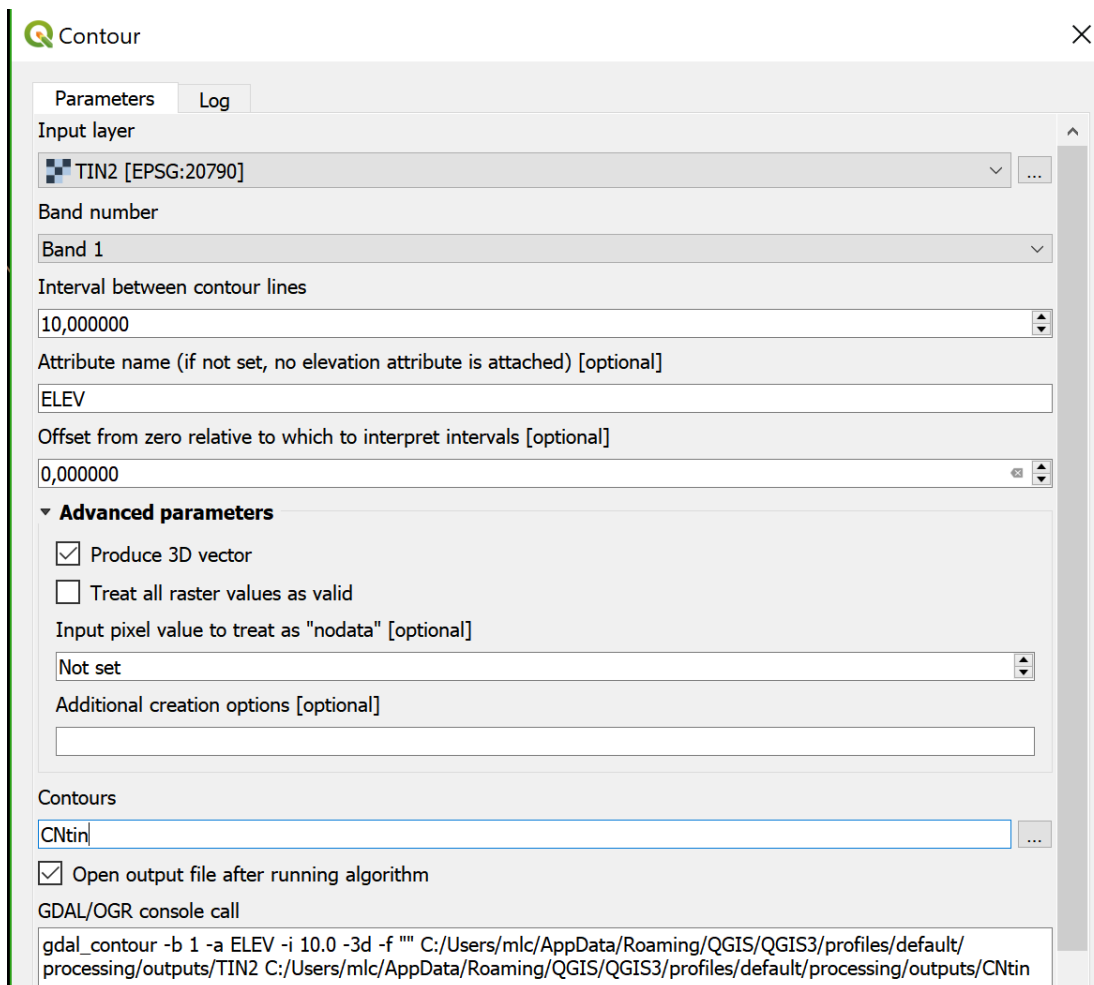 Contour
Parameters
Log
Input layer
TIN2 [EPSG:20790]
...
Band number
Band 1
Interval between contour lines
10,000000
Attribute name (if not set, no elevation attribute is attached) [optional]
ELEV
Offset from zero relative to which to interpret intervals [optional]
0,000000
Advanced parameters
Produce 3D vector
Treat all raster values as valid
Input pixel value to treat as "nodata" [optional]
Not set
Additional creation options [optional]
Contours
CNtin
...
Open output file after running algorithm
GDAL/OGR console call
gdal_contour -b 1 -a ELEV -i 10.0 -3d -f "" C:/Users/mlc/AppData/Roaming/QGIS/QGIS3/profiles/default/
processing/outputs/TIN2 C:/Users/mlc/AppData/Roaming/QGIS/QGIS3/profiles/default/processing/outputs/CNtin